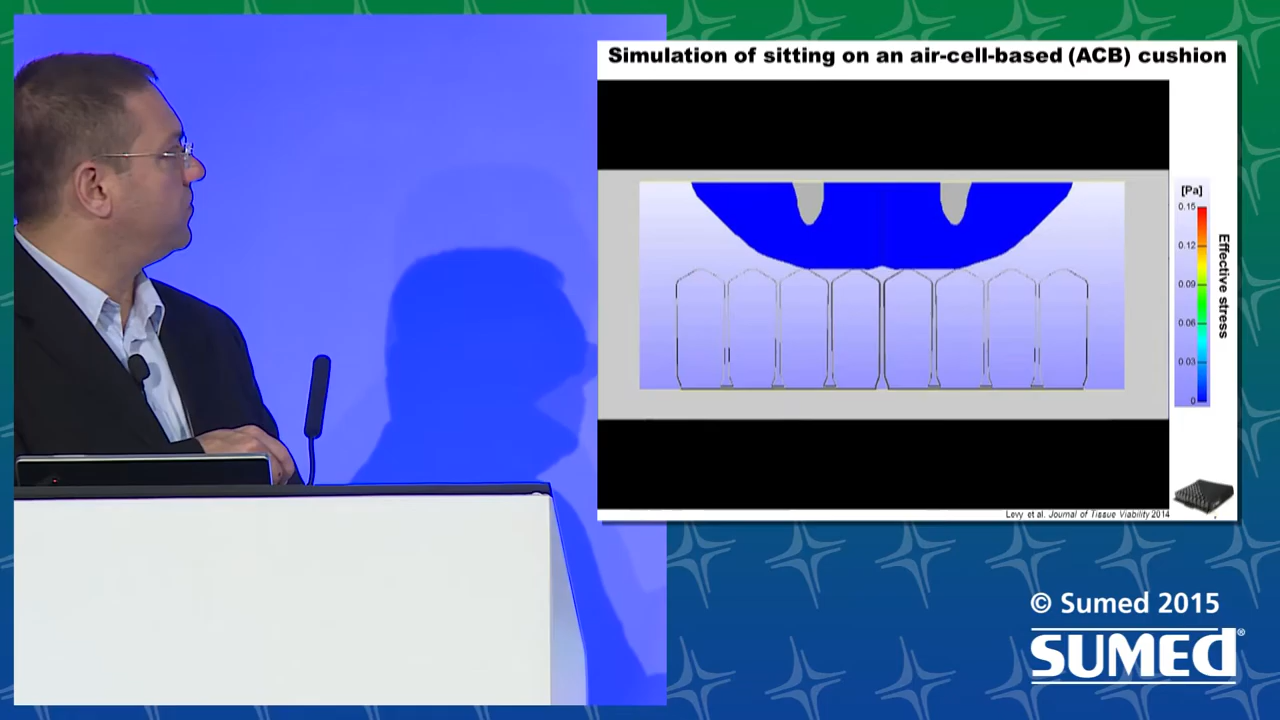 Simulation of sitting on an air-cell-based (ACB) cushion
[Pa]
0.15
0.12
0.09
0.06
0.03
0
Effective stress
Levy et al. Journal of Tissue Viability 2014
© Sumed 2015
SUMED®